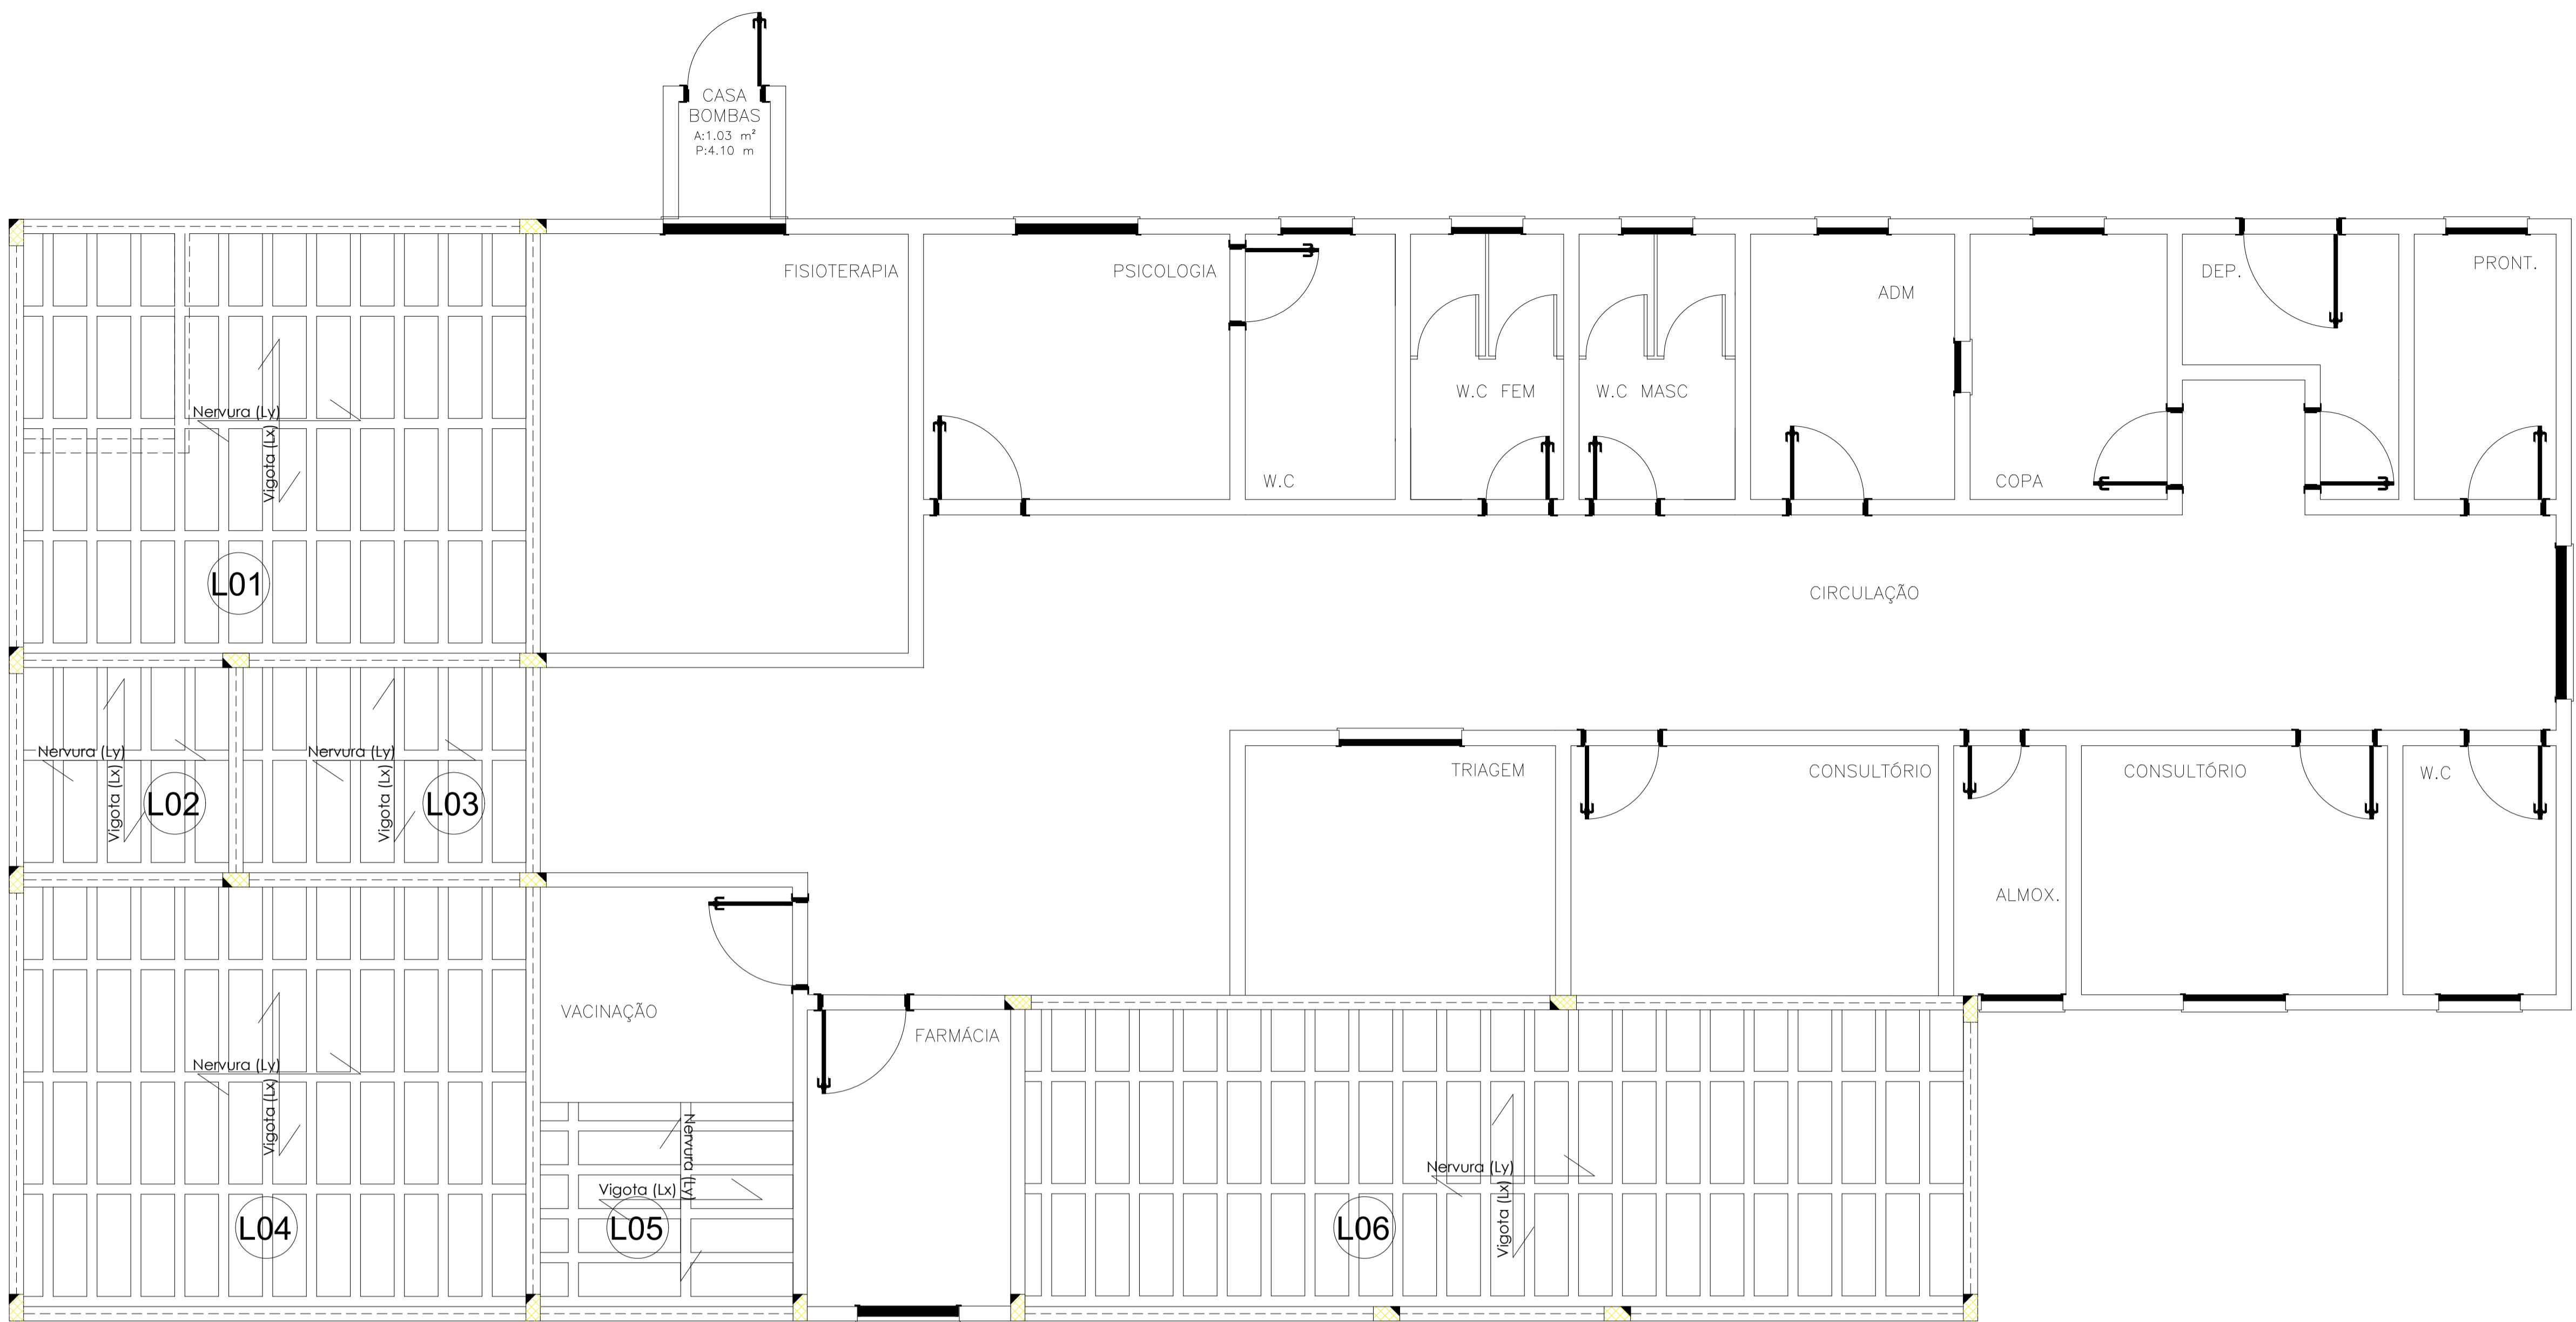 CASA
BOMBAS
A:1.03 m²
P:4.10 m
FISIOTERAPIA
PSICOLOGIA
W.C
W.C FEM
W.C MASC
ADM
COPA
DEP.
PRONT.
Nervura (Ly)
Vigota (Lx)
L01
CIRCULAÇÃO
Nervura (Ly)
Vigota (Lx)
L02
Nervura (Ly)
Vigota (Lx)
L03
TRIAGEM
CONSULTÓRIO
ALMOX.
CONSULTÓRIO
W.C
VACINAÇÃO
FARMÁCIA
Nervura (Ly)
Vigota (Lx)
L04
Nervura (Ly)
Vigota (Lx)
L05
Nervura (Ly)
Vigota (Lx)
L06